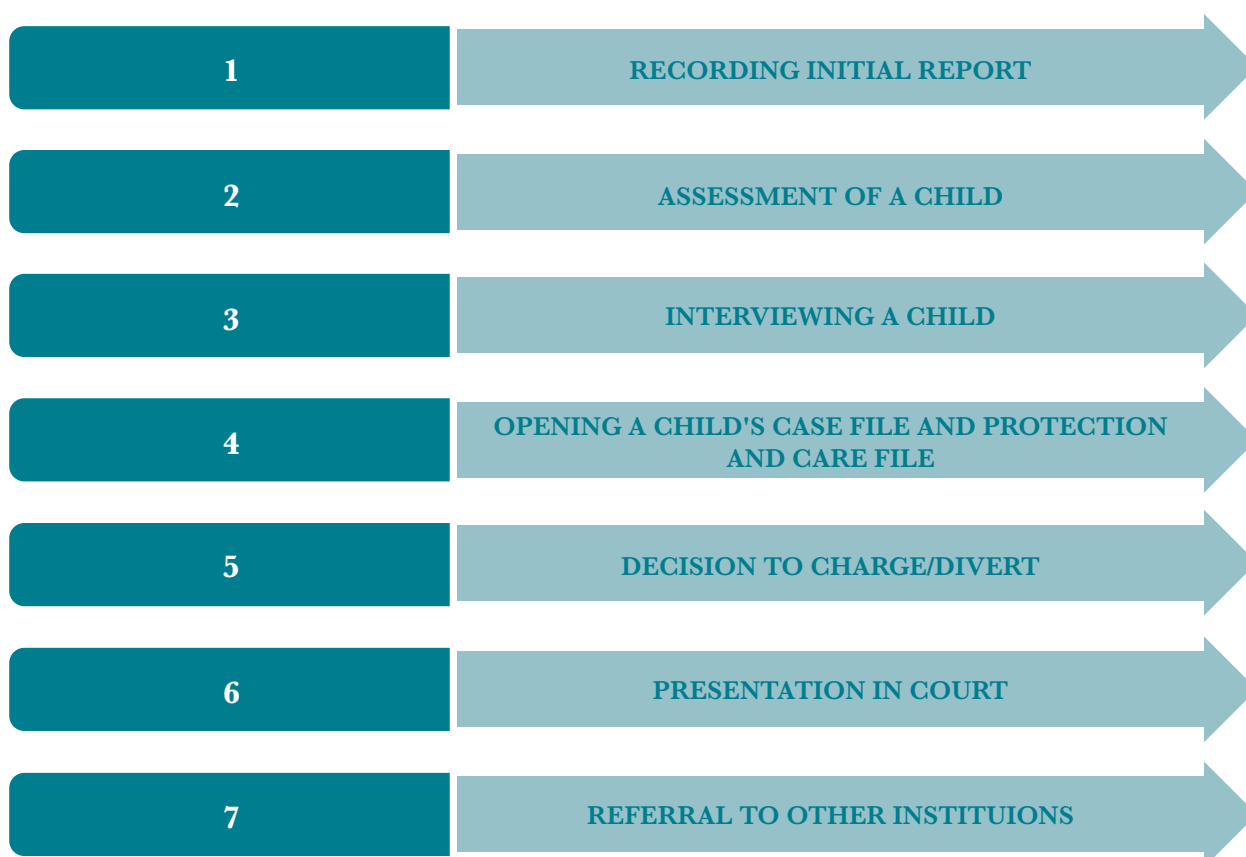 1
RECORDING INITIAL REPORT
2
ASSESSMENT OF A CHILD
3
INTERVIEWING A CHILD
4
OPENING A CHILD'S CASE FILE AND PROTECTION
AND CARE FILE
5
DECISION TO CHARGE/DIVERT
6
PRESENTATION IN COURT
7
REFERRAL TO OTHER INSTITUIONS